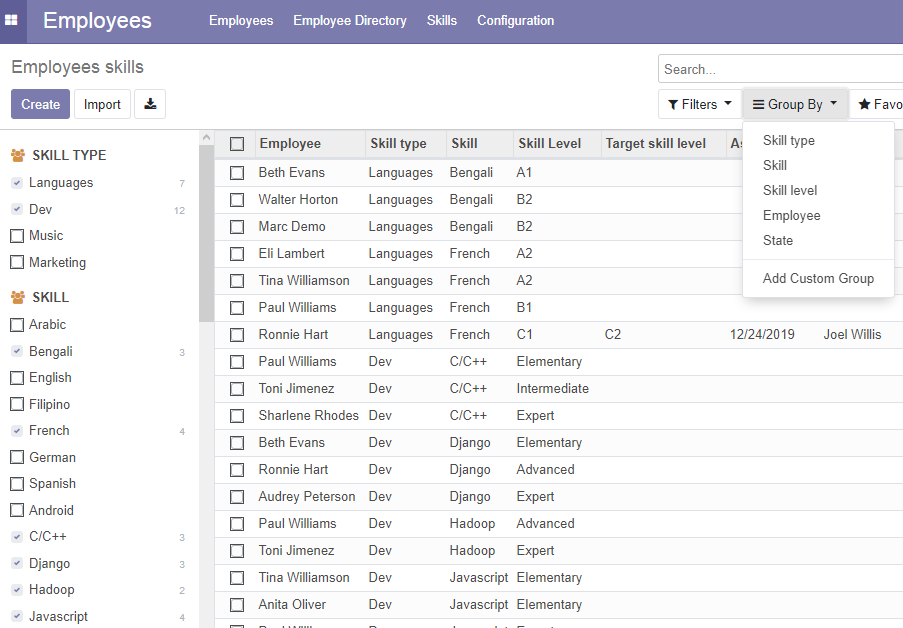 Employees Employees Employee Directory Skills Configuration
Employees skills
Search...
Create Import Filters Group By Favo
Skill type
Skill
Skill level
Employee
State
Add Custom Group
SKILL TYPE
Languages 7
Dev 12
Music
Marketing
SKILL
Arabic
Bengali 3
English
Filipino
French 4
German
Spanish
Android
C/C++ 3
Django 3
Hadoop 2
Javascript 4
Employee Skill type Skill Skill Level Target skill level
Beth Evans Languages Bengali A1
Walter Horton Languages Bengali B2
Marc Demo Languages Bengali B2
Eli Lambert Languages French A2
Tina Williamson Languages French A2
Paul Williams Languages French B1
Ronnie Hart Languages French C1 C2 12/24/2019 Joel Willis
Paul Williams Dev C/C++ Elementary
Toni Jimenez Dev C/C++ Intermediate
Sharlene Rhodes Dev C/C++ Expert
Beth Evans Dev Django Elementary
Ronnie Hart Dev Django Advanced
Audrey Peterson Dev Django Expert
Paul Williams Dev Hadoop Advanced
Toni Jimenez Dev Hadoop Expert
Tina Williamson Dev Javascript Elementary
Anita Oliver Dev Javascript Elementary